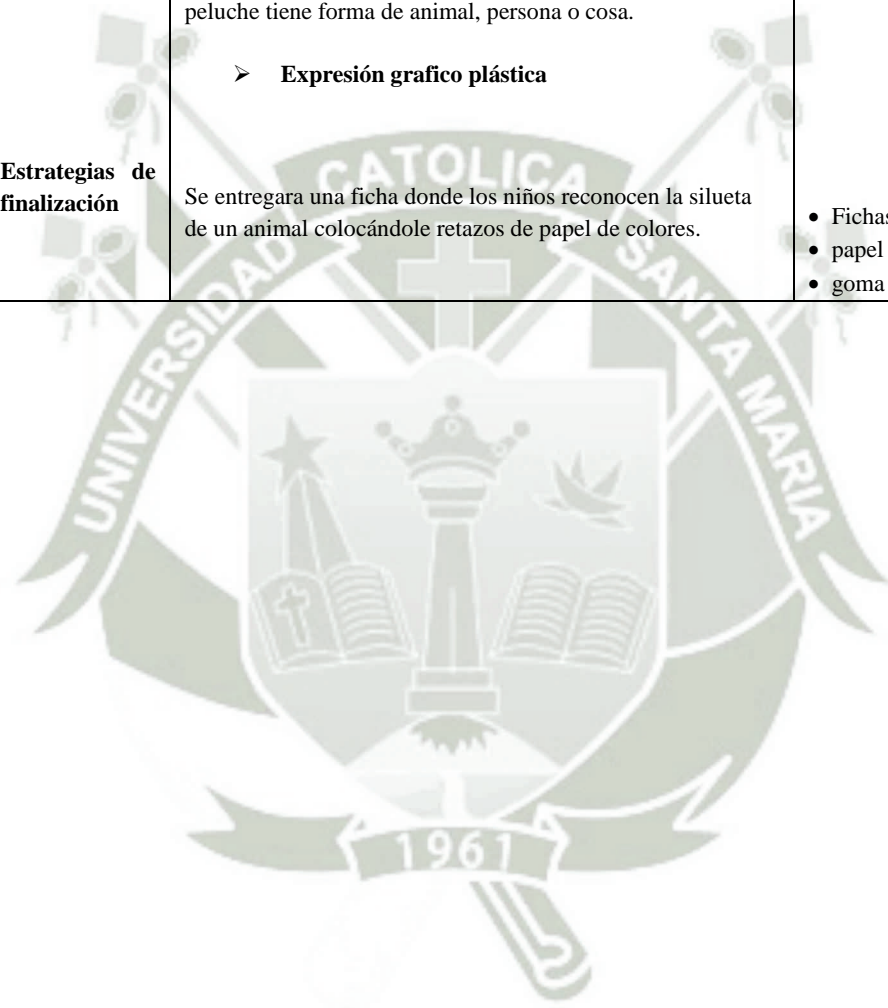 peluche tiene forma de animal, persona o cosa.
➢ Expresión grafico plástica
Estrategias de
finalización
Se entregara una ficha donde los niños reconocen la silueta
de un animal colocándole retazos de papel de colores.
• Fichas
• papel
• goma
UNIVERSIDAD CATOLICA SANTA MARIA
1961